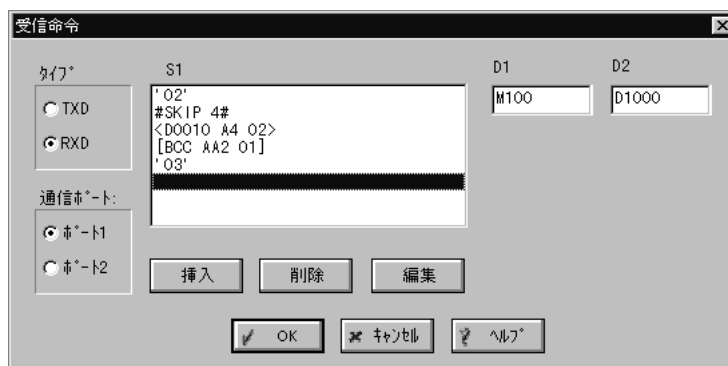 受信命令
ﾀｲﾌﾟ
TXD
RXD
通信ﾎﾟｰﾄ:
ﾎﾟｰﾄ1
ﾎﾟｰﾄ2
S1
'02'
#SKIP 4#
<D0010 A4 02>
[BCC AA2 01]
'03'
D1
M100
D2
D1000
挿入
削除
編集
OK
ｷｬﾝｾﾙ
ﾍﾙﾌﾟ